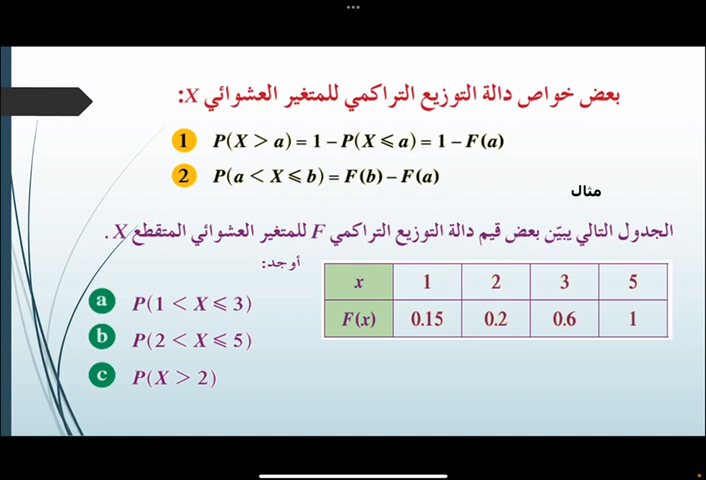 بعض خواص دالة التوزيع التراكمي للمتغير العشوائي X:
1 P(X > a) = 1 − P(X ⩽ a) = 1 − F(a)
2 P(a < X ⩽ b) = F(b) − F(a)
مثال
الجدول التالي يبيّن بعض قيم دالة التوزيع التراكمي F للمتغير العشوائي المتقطع X.
أوجد:
x 1 2 3 5
F(x) 0.15 0.2 0.6 1
a P(1 < X ⩽ 3)
b P(2 < X ⩽ 5)
c P(X > 2)